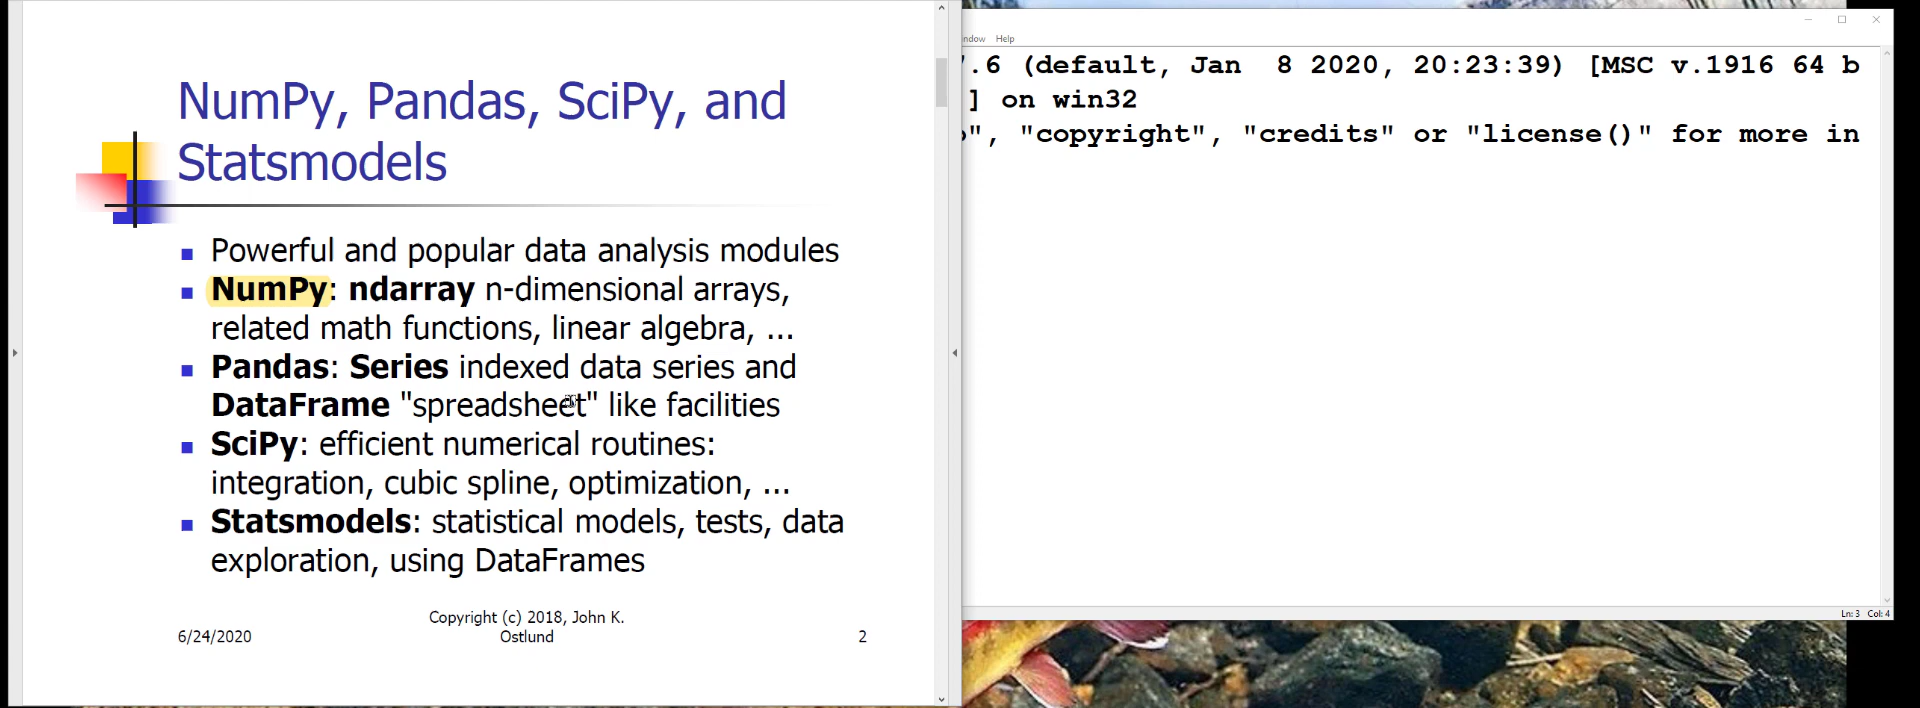 NumPy, Pandas, SciPy, and
Statsmodels
Powerful and popular data analysis modules
NumPy: ndarray n-dimensional arrays,
related math functions, linear algebra, ...
Pandas: Series indexed data series and
DataFrame "spreadsheet" like facilities
SciPy: efficient numerical routines:
integration, cubic spline, optimization, ...
Statsmodels: statistical models, tests, data
exploration, using DataFrames
Copyright (c) 2018, John K.
Ostlund
6/24/2020
2
Help
.6 (default, Jan  8 2020, 20:23:39) [MSC v.1916 64 b
] on win32
", "copyright", "credits" or "license()" for more in
Ln: 3 Col: 4